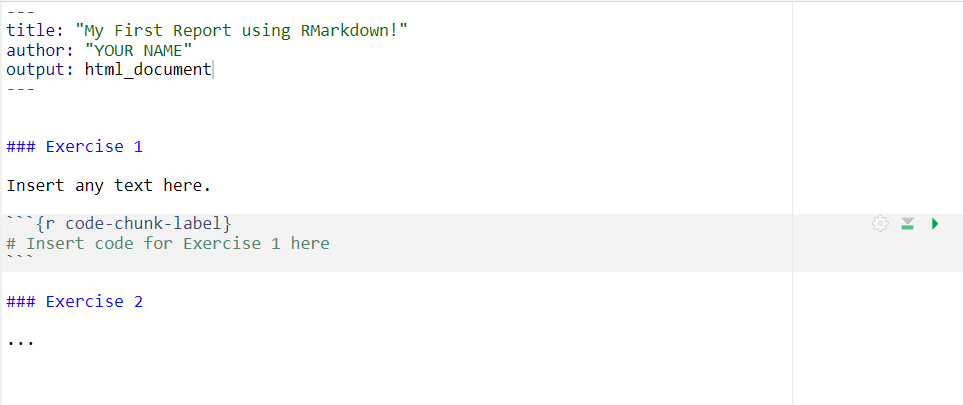 ---
title: "My First Report using RMarkdown!"
author: "YOUR NAME"
output: html_document
---
### Exercise 1
Insert any text here.
```{r code-chunk-label}
# Insert code for Exercise 1 here
```
### Exercise 2
...